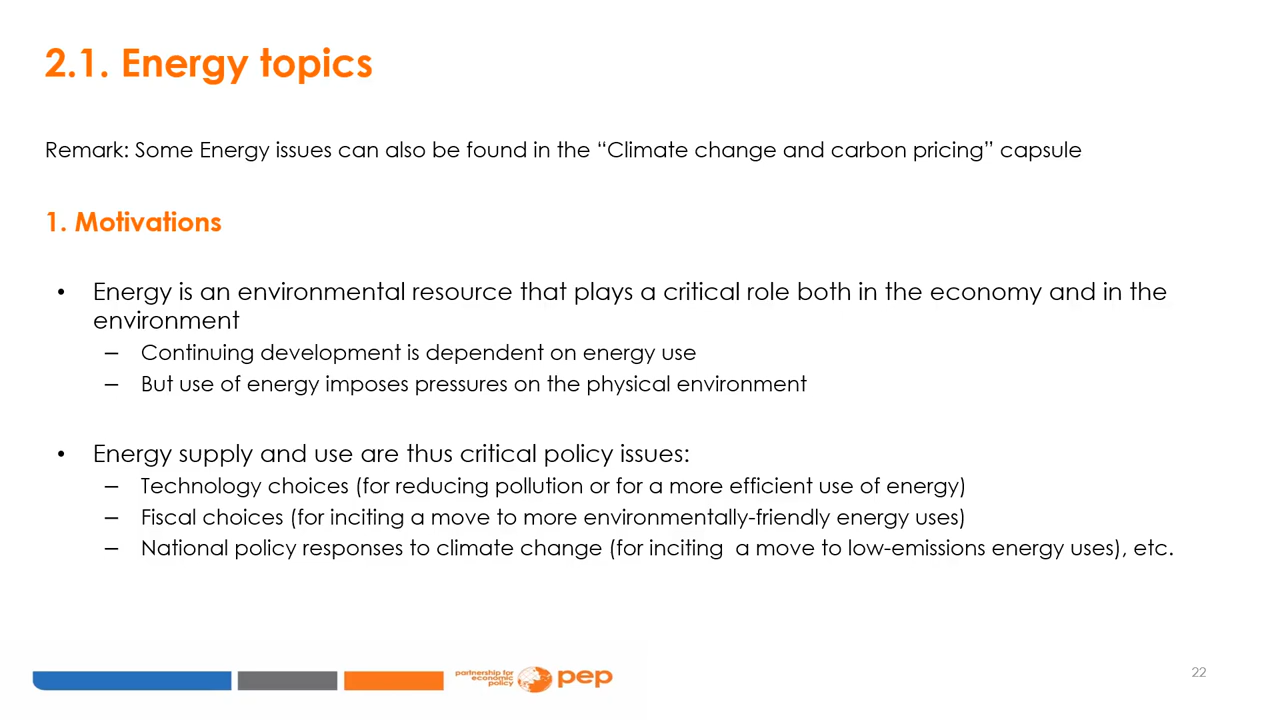 2.1. Energy topics
Remark: Some Energy issues can also be found in the “Climate change and carbon pricing” capsule
1. Motivations
• Energy is an environmental resource that plays a critical role both in the economy and in the
environment
– Continuing development is dependent on energy use
– But use of energy imposes pressures on the physical environment
• Energy supply and use are thus critical policy issues:
– Technology choices (for reducing pollution or for a more efficient use of energy)
– Fiscal choices (for inciting a move to more environmentally-friendly energy uses)
– National policy responses to climate change (for inciting  a move to low-emissions energy uses), etc.
partnership for
economic
policy
pep
22